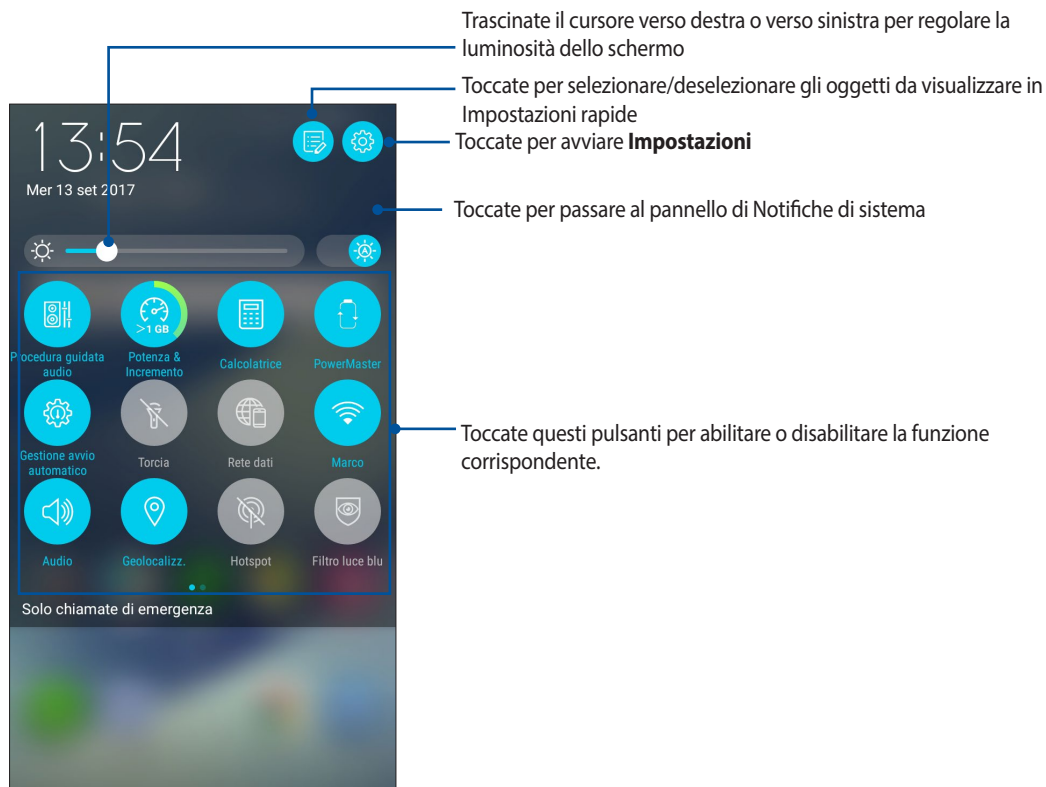 Trascinate il cursore verso destra o verso sinistra per regolare la
luminosità dello schermo
Toccate per selezionare/deselezionare gli oggetti da visualizzare in
Impostazioni rapide
Toccate per avviare Impostazioni
Toccate per passare al pannello di Notifiche di sistema
13:54
Mer 13 set 2017
A
>1 GB
Procedura guidata
audio
Potenza &
Incremento
Calcolatrice
PowerMaster
Gestione avvio
automatico
Torcia
Rete dati
Marco
Toccate questi pulsanti per abilitare o disabilitare la funzione
corrispondente.
Audio
Geolocalizz.
Hotspot
Filtro luce blu
Solo chiamate di emergenza